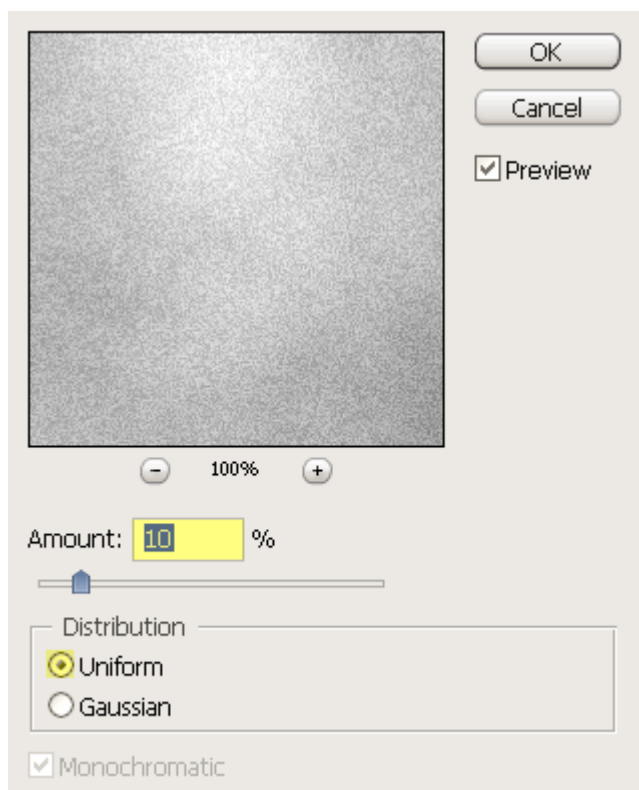 OK
Cancel
Preview
100%
Amount: 10 %
Distribution
Uniform
Gaussian
Monochromatic